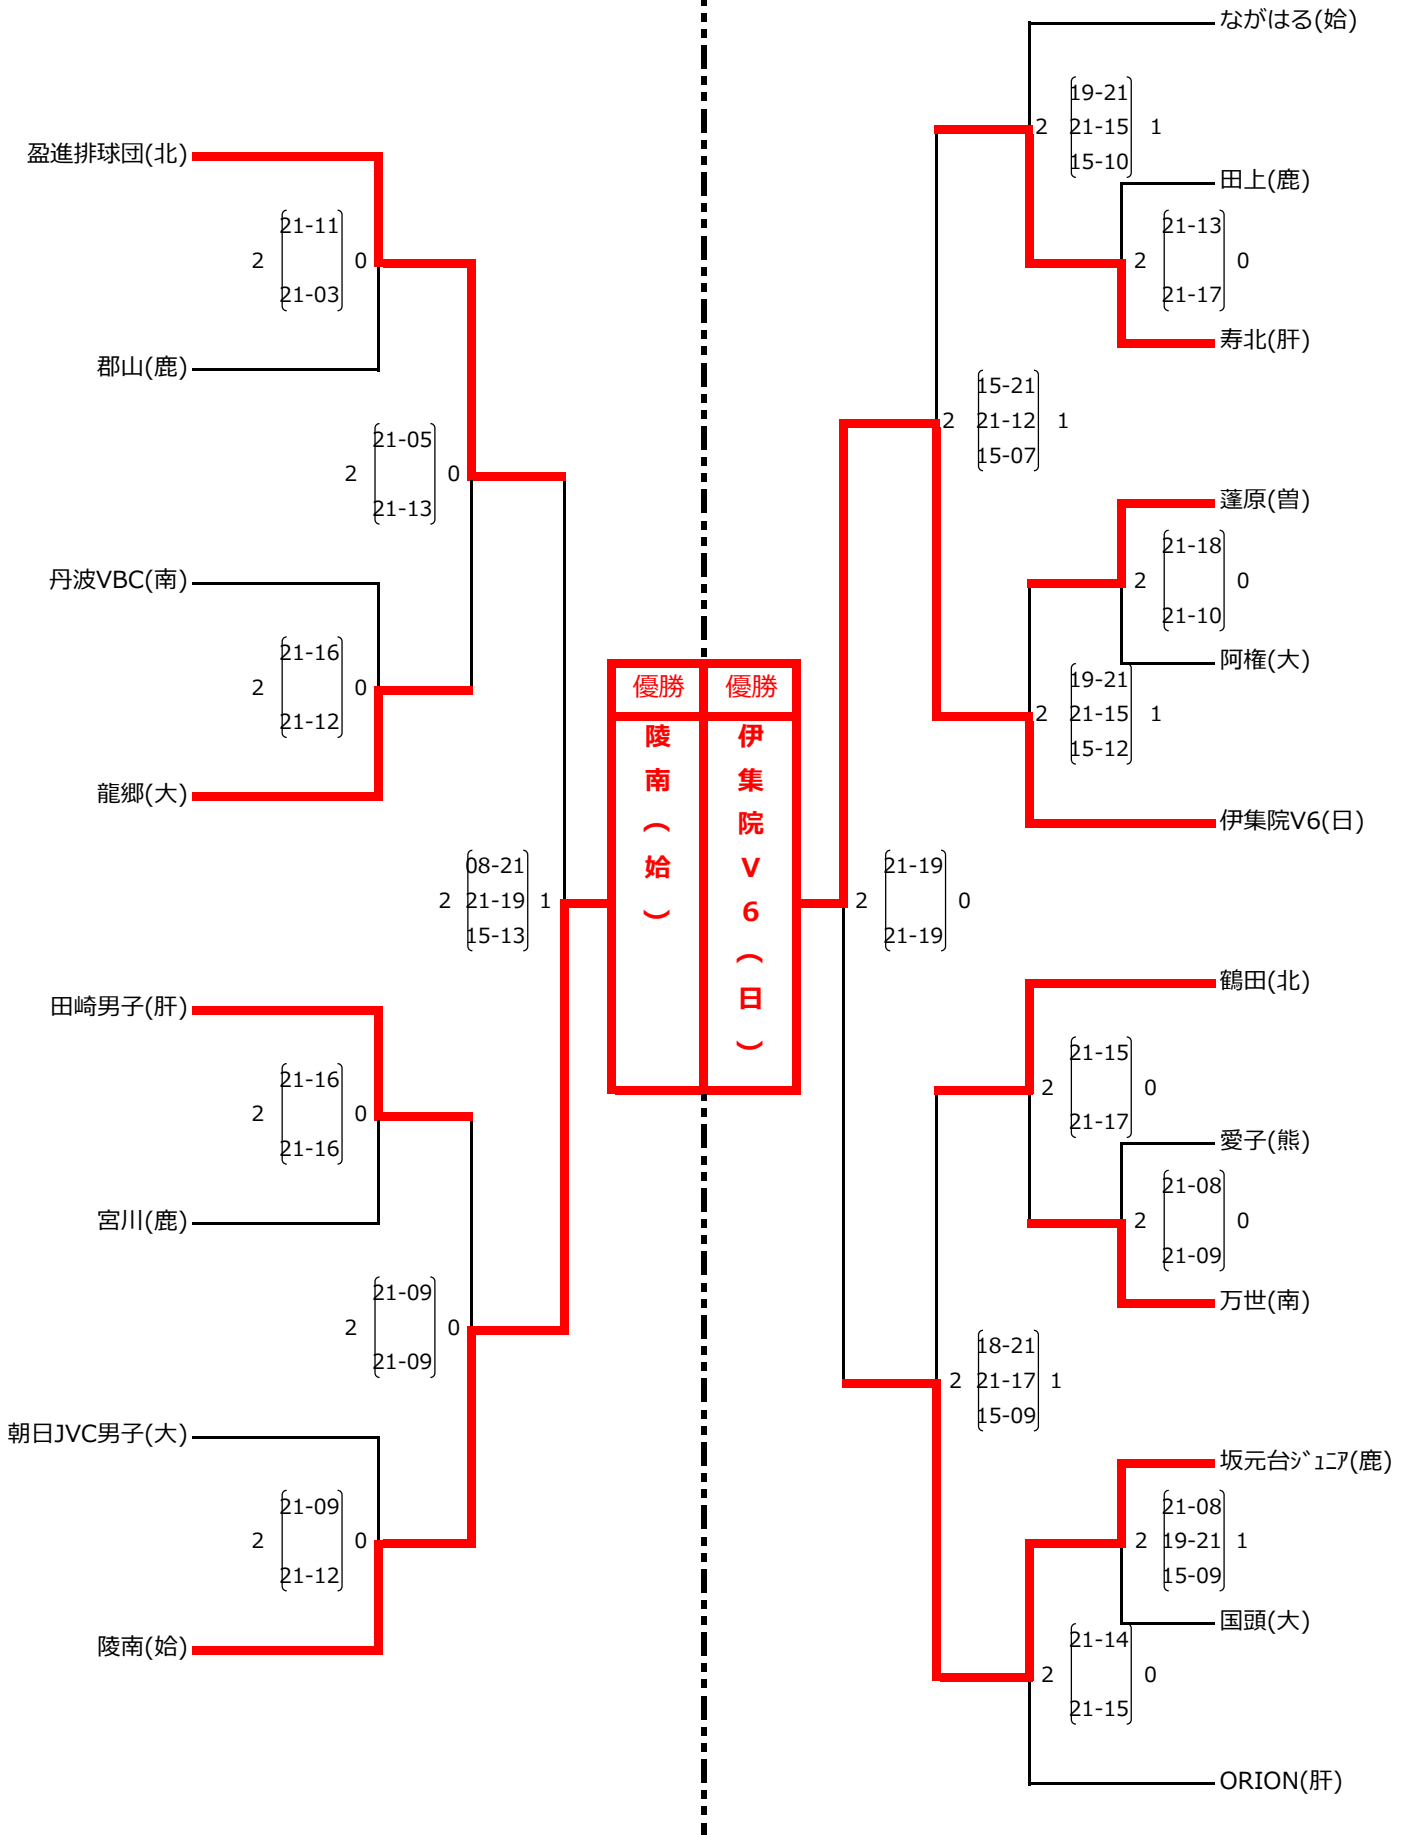 盈進排球団(北)
21-11
2 0
21-03
郡山(鹿)
21-05
2 0
21-13
丹波VBC(南)
21-16
2 0
21-12
龍郷(大)
08-21
2 21-19 1
15-13
田崎男子(肝)
21-16
2 0
21-16
宮川(鹿)
21-09
2 0
21-09
朝日JVC男子(大)
21-09
2 0
21-12
陵南(姶)
優勝
陵南(姶)
優勝
伊集院V6(日)
ながはる(姶)
19-21
2 21-15 1
15-10
田上(鹿)
21-13
2 0
21-17
寿北(肝)
15-21
2 21-12 1
15-07
蓬原(曽)
21-18
2 0
21-10
阿権(大)
19-21
2 21-15 1
15-12
伊集院V6(日)
21-19
2 0
21-19
鶴田(北)
21-15
2 0
21-17
愛子(熊)
21-08
2 0
21-09
万世(南)
18-21
2 21-17 1
15-09
坂元台ｼﾞｭﾆｱ(鹿)
21-08
2 19-21 1
15-09
国頭(大)
21-14
2 0
21-15
ORION(肝)